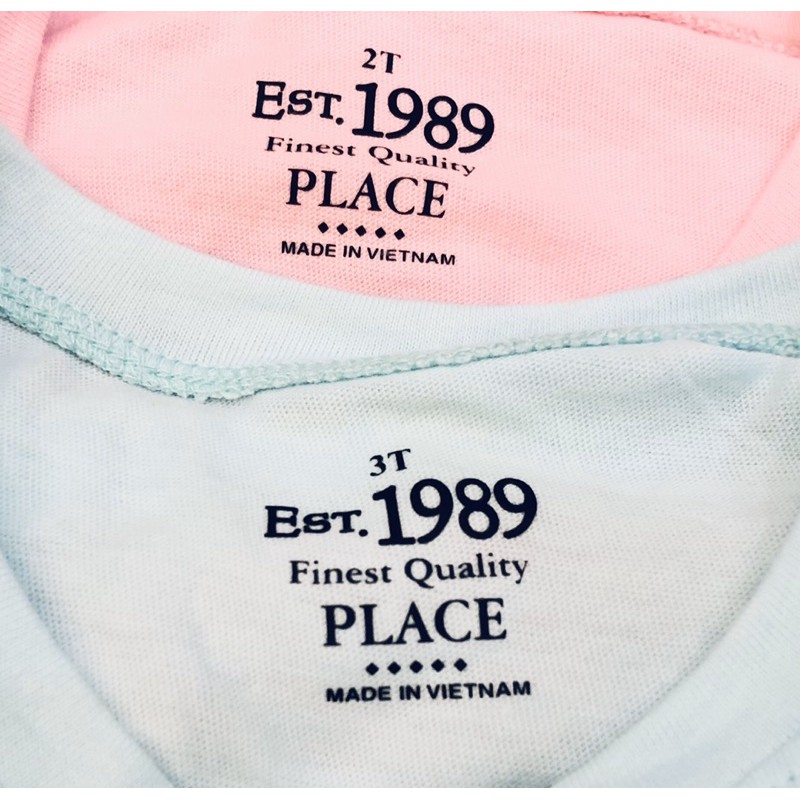 2T
EST. 1989
Finest Quality
PLACE
MADE IN VIETNAM
3T
EST. 1989
Finest Quality
PLACE
MADE IN VIETNAM